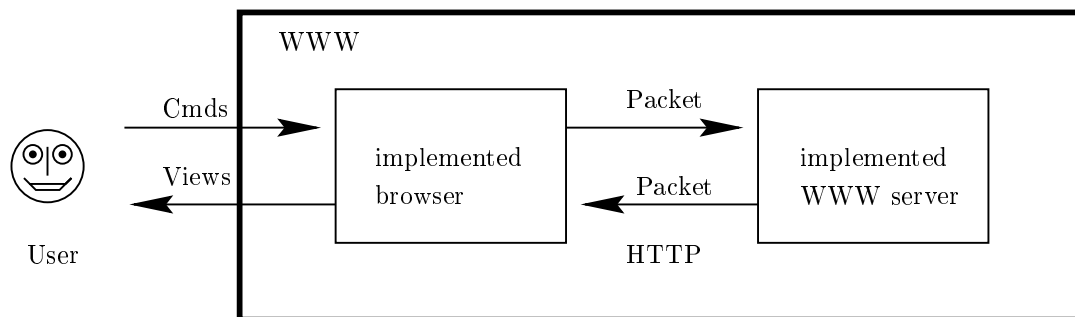 WWW
Cmds
Packet
implemented
browser
implemented
WWW server
Views
Packet
User
HTTP